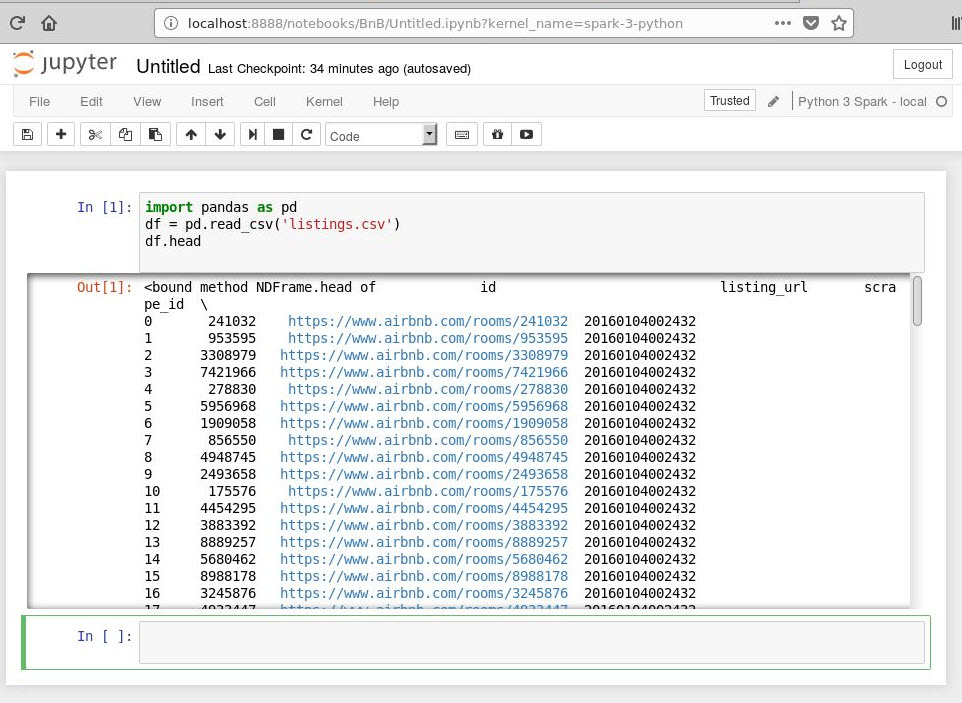 localhost:8888/notebooks/BnB/Untitled.ipynb?kernel_name=spark-3-python
jupyter Untitled Last Checkpoint: 34 minutes ago (autosaved) Logout
File Edit View Insert Cell Kernel Help Trusted Python 3 Spark - local
Code
In [1]: import pandas as pd
df = pd.read_csv('listings.csv')
df.head
Out[1]: <bound method NDFrame.head of id listing_url scra
pe_id \
0 241032 https://www.airbnb.com/rooms/241032 20160104002432
1 953595 https://www.airbnb.com/rooms/953595 20160104002432
2 3308979 https://www.airbnb.com/rooms/3308979 20160104002432
3 7421966 https://www.airbnb.com/rooms/7421966 20160104002432
4 278830 https://www.airbnb.com/rooms/278830 20160104002432
5 5956968 https://www.airbnb.com/rooms/5956968 20160104002432
6 1909058 https://www.airbnb.com/rooms/1909058 20160104002432
7 856550 https://www.airbnb.com/rooms/856550 20160104002432
8 4948745 https://www.airbnb.com/rooms/4948745 20160104002432
9 2493658 https://www.airbnb.com/rooms/2493658 20160104002432
10 175576 https://www.airbnb.com/rooms/175576 20160104002432
11 4454295 https://www.airbnb.com/rooms/4454295 20160104002432
12 3883392 https://www.airbnb.com/rooms/3883392 20160104002432
13 8889257 https://www.airbnb.com/rooms/8889257 20160104002432
14 5680462 https://www.airbnb.com/rooms/5680462 20160104002432
15 8988178 https://www.airbnb.com/rooms/8988178 20160104002432
16 3245876 https://www.airbnb.com/rooms/3245876 20160104002432
In [ ]: